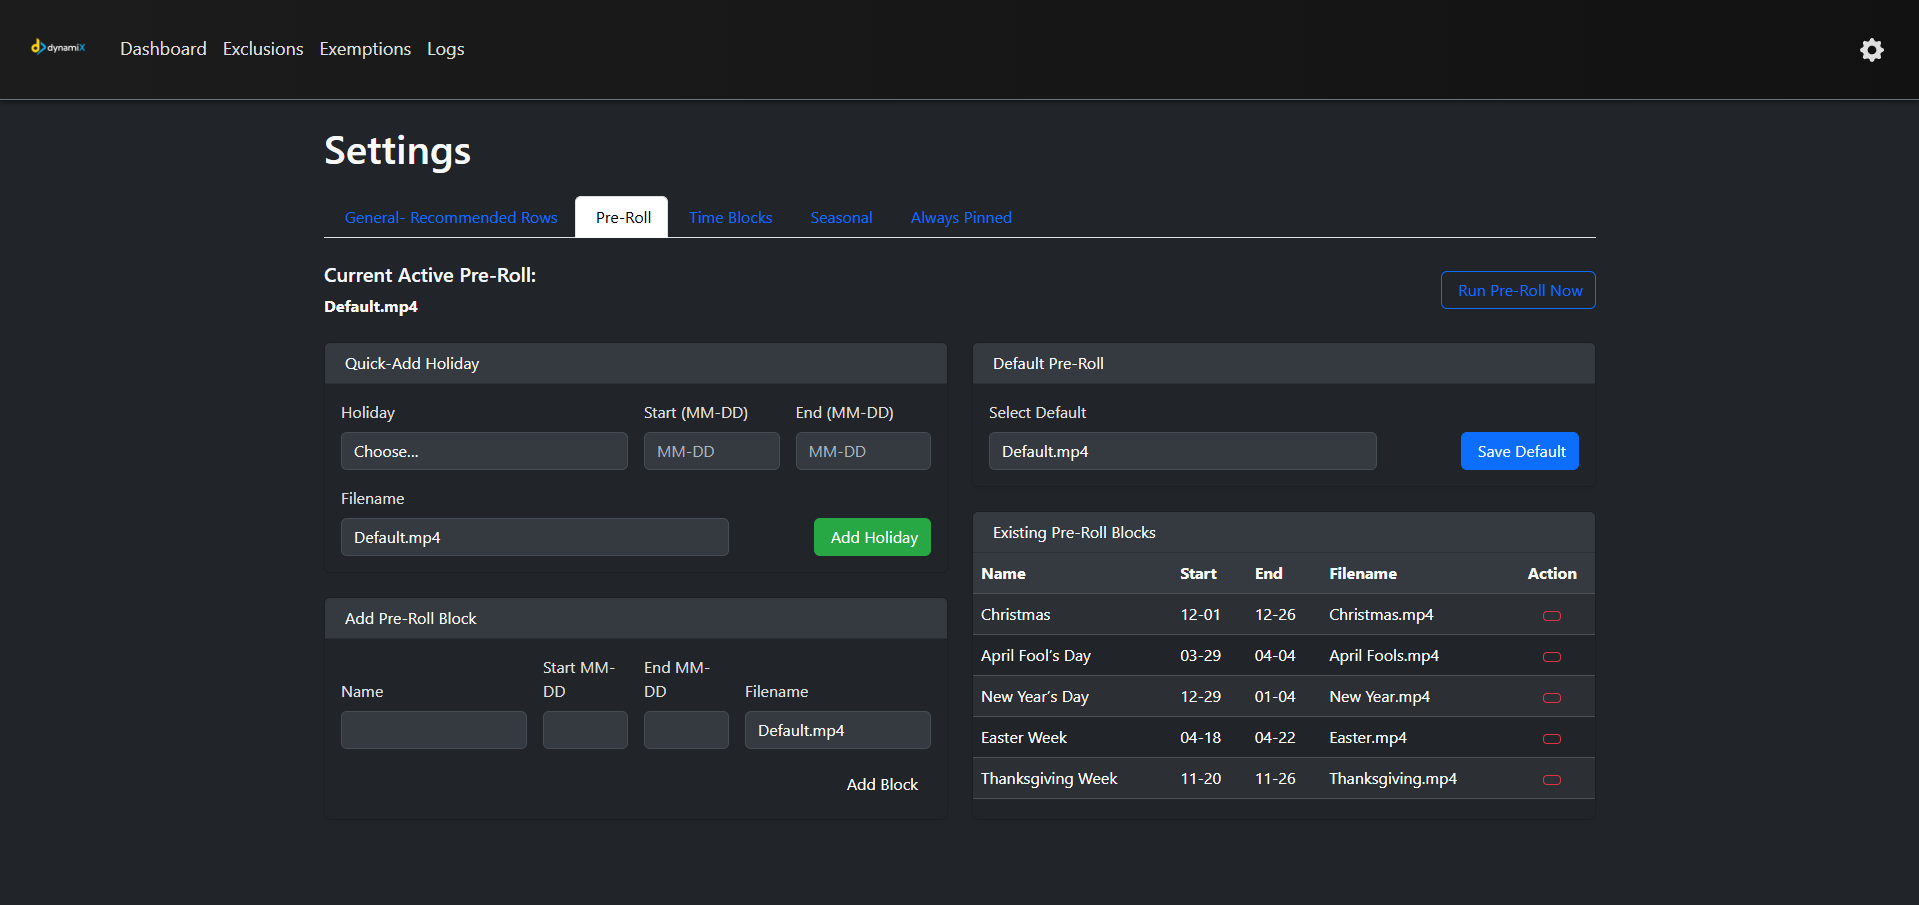 dynamiX Dashboard Exclusions Exemptions Logs
Settings
General- Recommended Rows Pre-Roll Time Blocks Seasonal Always Pinned
Current Active Pre-Roll:
Default.mp4
Run Pre-Roll Now
Quick-Add Holiday
Holiday Start (MM-DD) End (MM-DD)
Choose... MM-DD MM-DD
Filename
Default.mp4 Add Holiday
Add Pre-Roll Block
Name Start MM-DD End MM-DD Filename
Default.mp4
Add Block
Default Pre-Roll
Select Default
Default.mp4 Save Default
Existing Pre-Roll Blocks
Name Start End Filename Action
Christmas 12-01 12-26 Christmas.mp4
April Fool’s Day 03-29 04-04 April Fools.mp4
New Year’s Day 12-29 01-04 New Year.mp4
Easter Week 04-18 04-22 Easter.mp4
Thanksgiving Week 11-20 11-26 Thanksgiving.mp4